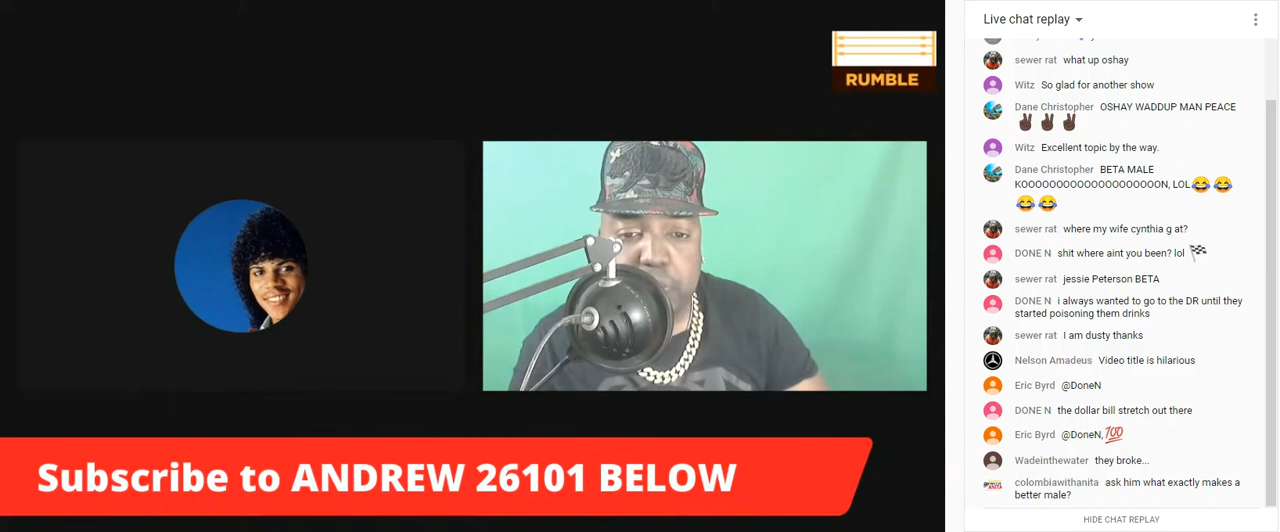 RUMBLE
Subscribe to ANDREW 26101 BELOW
Live chat replay
sewer rat what up oshay
Witz So glad for another show
Dane Christopher OSHAY WADDUP MAN PEACE
✌🏿 ✌🏿 ✌🏿
Witz Excellent topic by the way.
Dane Christopher BETA MALE
KOOOOOOOOOOOOOOOOOOOON, LOL😂 😂
😂 😂
sewer rat where my wife cynthia g at?
DONE N shit where aint you been? lol 🏁
sewer rat jessie Peterson BETA
DONE N i always wanted to go to the DR until they
started poisoning them drinks
sewer rat I am dusty thanks
Nelson Amadeus Video title is hilarious
Eric Byrd @DoneN
DONE N the dollar bill stretch out there
Eric Byrd @DoneN, 💯
Wadeinthewater they broke...
colombiawithanita ask him what exactly makes a
better male?
HIDE CHAT REPLAY